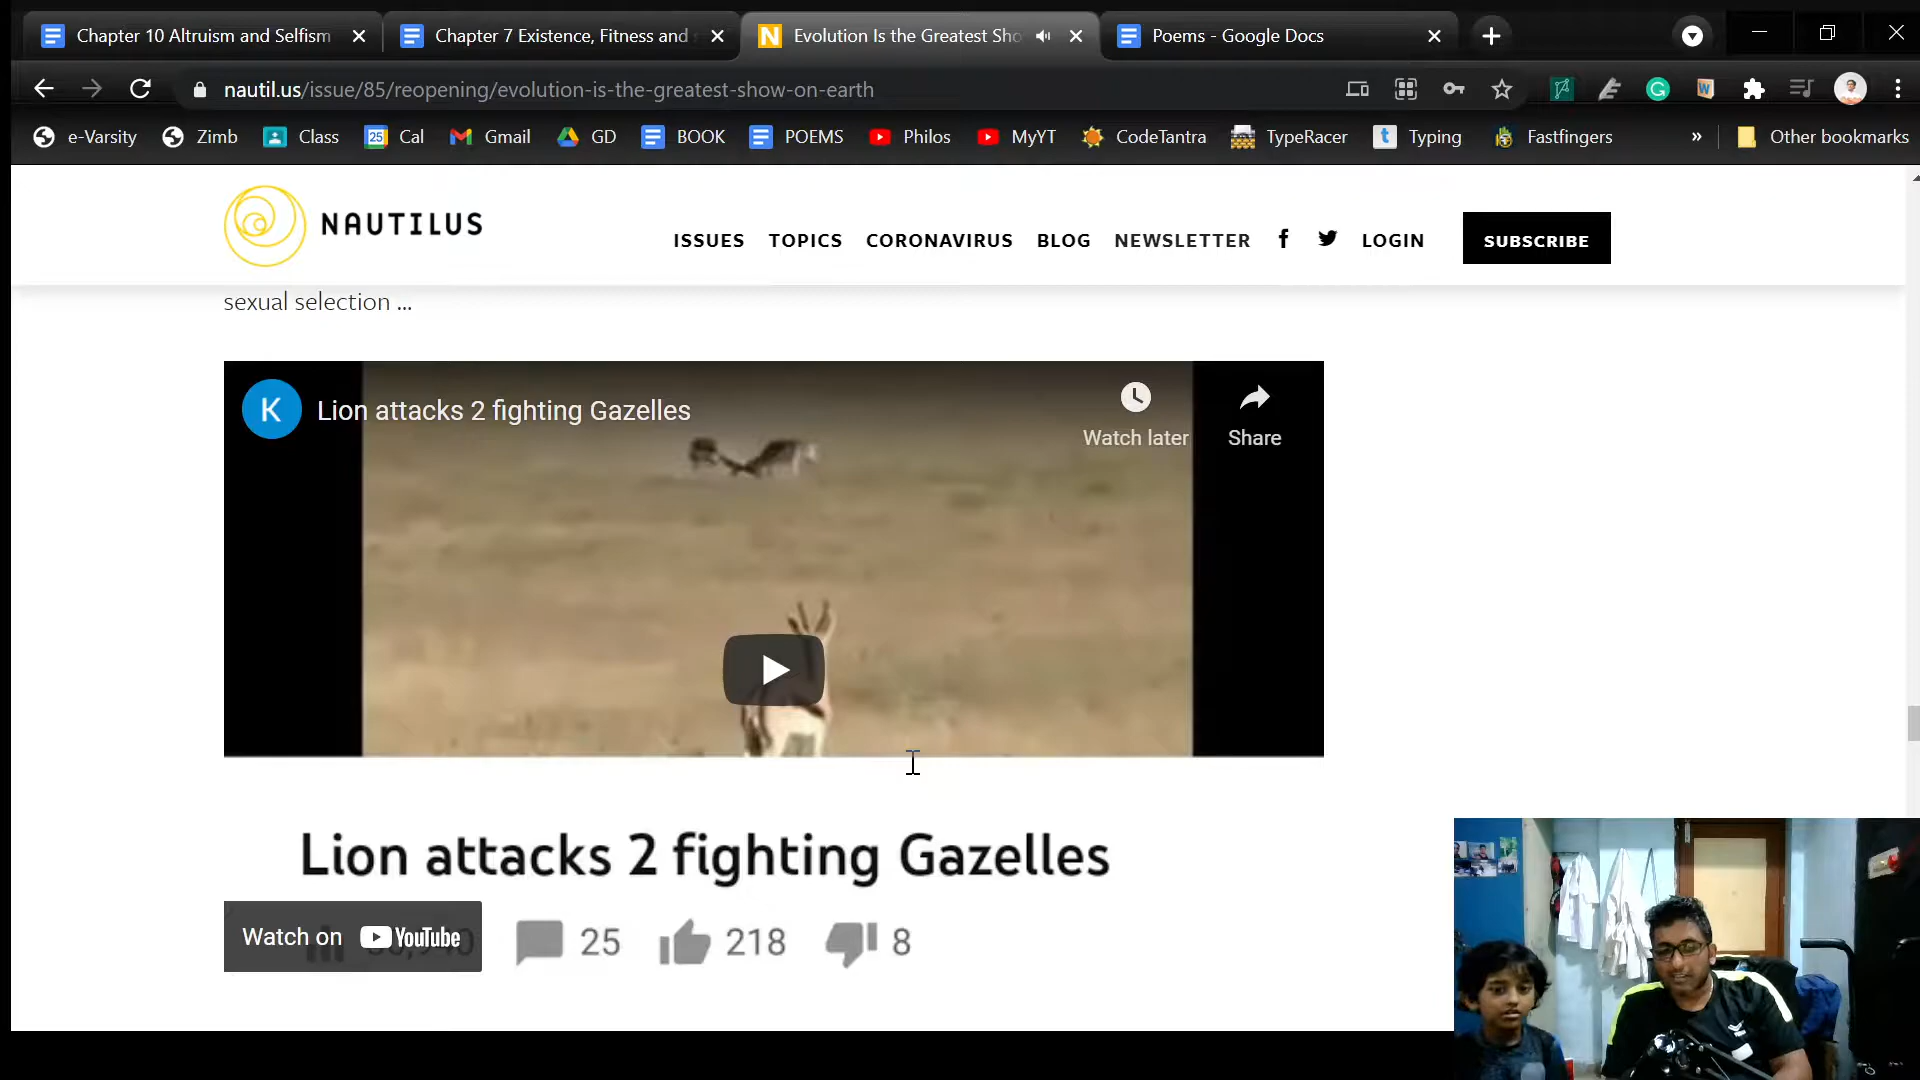 Chapter 10 Altruism and Selfism
Chapter 7 Existence, Fitness and
Evolution Is the Greatest Sho
Poems - Google Docs
nautil.us/issue/85/reopening/evolution-is-the-greatest-show-on-earth
e-Varsity
Zimb
Class
Cal
Gmail
GD
BOOK
POEMS
Philos
MyYT
CodeTantra
TypeRacer
Typing
Fastfingers
»
Other bookmarks
NAUTILUS
ISSUES
TOPICS
CORONAVIRUS
BLOG
NEWSLETTER
LOGIN
SUBSCRIBE
sexual selection ...
K
Lion attacks 2 fighting Gazelles
Watch later
Share
Lion attacks 2 fighting Gazelles
Watch on YouTube
25
218
8